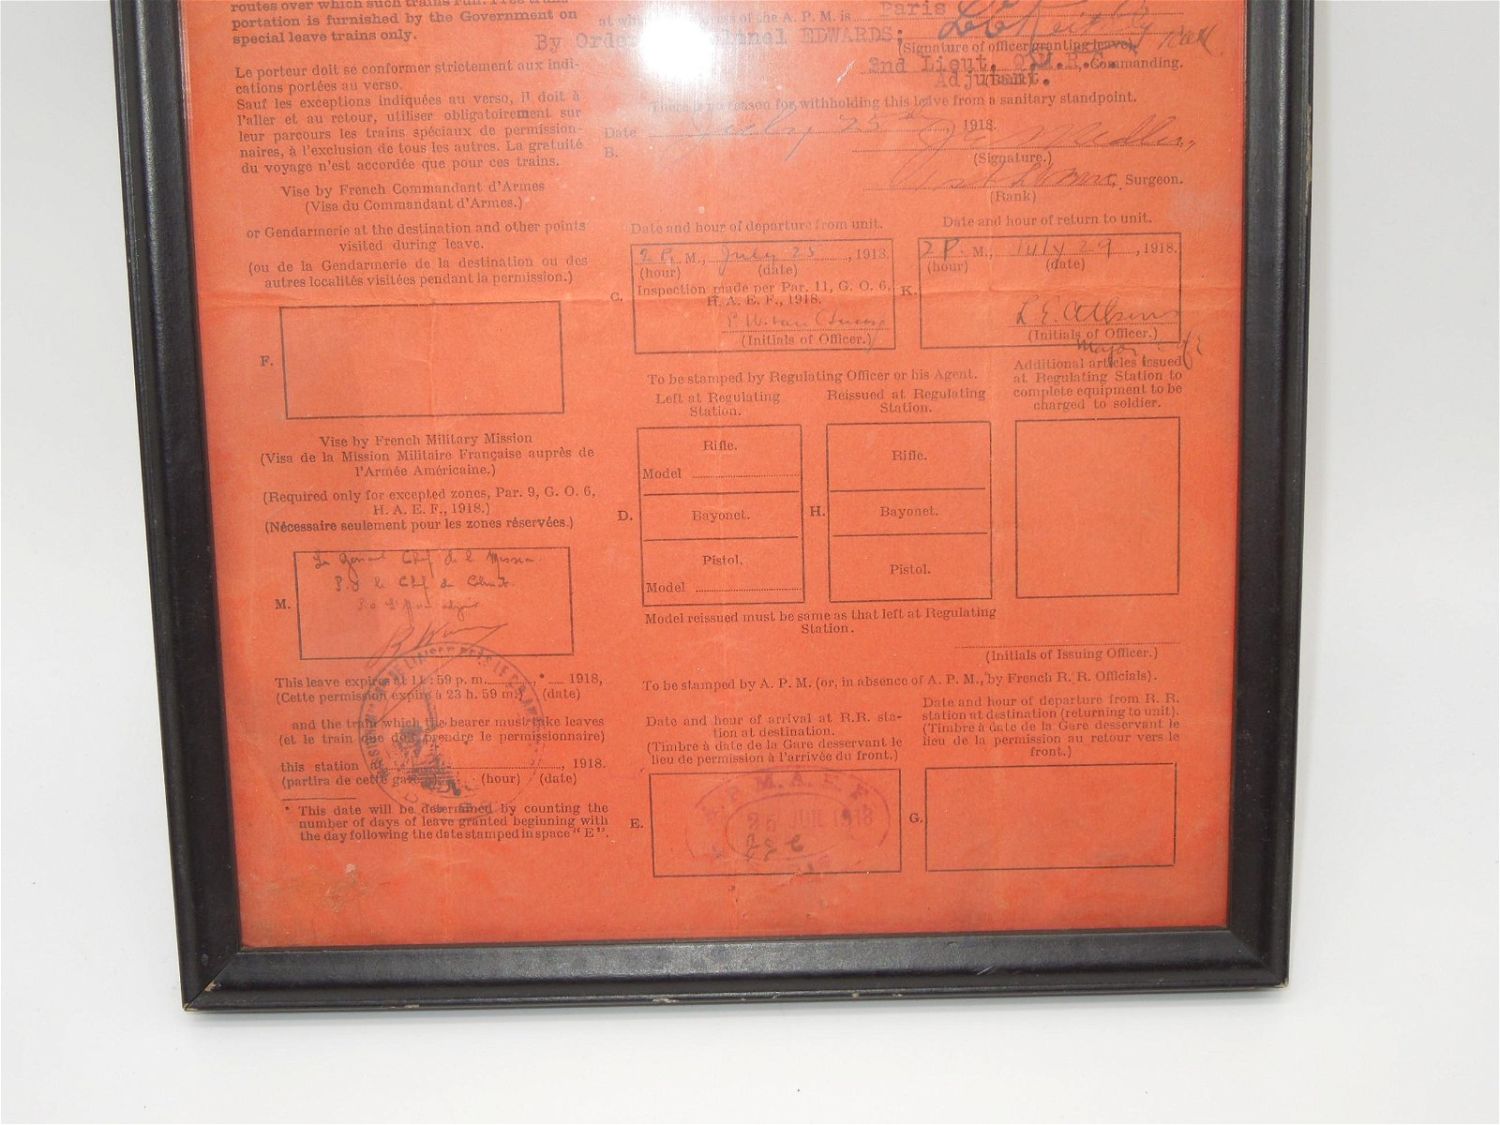 routes over which such trains run. Free trans-
portation is furnished by the Government on
special leave trains only.
Le porteur doit se conformer strictement aux indi-
cations portées au verso.
Sauf les exceptions indiquées au verso, il doit à
l'aller et au retour, utiliser obligatoirement sur
leur parcours les trains spéciaux de permission-
naires, à l'exclusion de tous les autres. La gratuité
du voyage n'est accordée que pour ces trains.
Vise by French Commandant d'Armes
(Visa du Commandant d'Armes.)
or Gendarmerie at the destination and other points
visited during leave.
(ou de la Gendarmerie de la destination ou des
autres localités visitées pendant la permission.)
F.
Vise by French Military Mission
(Visa de la Mission Militaire Française auprès de
l'Armée Américaine.)
(Required only for excepted zones, Par. 9, G. O. 6,
H. A. E. F., 1918.)
(Nécessaire seulement pour les zones réservées.)
M.
This leave expires at 11:59 p. m. * 1918,
(Cette permission expire à 23 h. 59 m.) (date)
and the train which the bearer must take leaves
(et le train que doit prendre le permissionnaire)
this station at , 1918.
(partira de cette gare) (hour) (date)
* This date will be determined by counting the
number of days of leave granted beginning with
the day following the date stamped in space "E".
at which address of the A. P. M. is Paris
By Order Colonel EDWARDS;
(Signature of officer granting leave)
2nd Lieut. Commanding.
Adjutant.
There is no reason for withholding this leave from a sanitary standpoint.
Date July 25th, 1918.
B.
(Signature.)
Surgeon.
(Rank)
Date and hour of departure from unit.
2 P. M., July 25, 1918.
(hour) (date)
Inspection made per Par. 11, G. O. 6,
H. A. E. F., 1918.
C.
(Initials of Officer.)
Date and hour of return to unit.
2 P. M., July 29, 1918.
(hour) (date)
K.
(Initials of Officer.)
Major
To be stamped by Regulating Officer or his Agent.
Left at Regulating
Station.
Reissued at Regulating
Station.
Additional articles issued
at Regulating Station to
complete equipment to be
charged to soldier.
Rifle.
Model
Bayonet.
Pistol.
Model
D.
Rifle.
Bayonet.
Pistol.
H.
Model reissued must be same as that left at Regulating
Station.
(Initials of Issuing Officer.)
To be stamped by A. P. M. (or, in absence of A. P. M., by French R. R. Officials).
Date and hour of arrival at R.R. sta-
tion at destination.
(Timbre à date de la Gare desservant le
lieu de permission à l'arrivée du front.)
E.
M. A. E. F.
1918
Date and hour of departure from R. R.
station at destination (returning to unit).
(Timbre à date de la Gare desservant le
lieu de la permission au retour vers le
front.)
G.